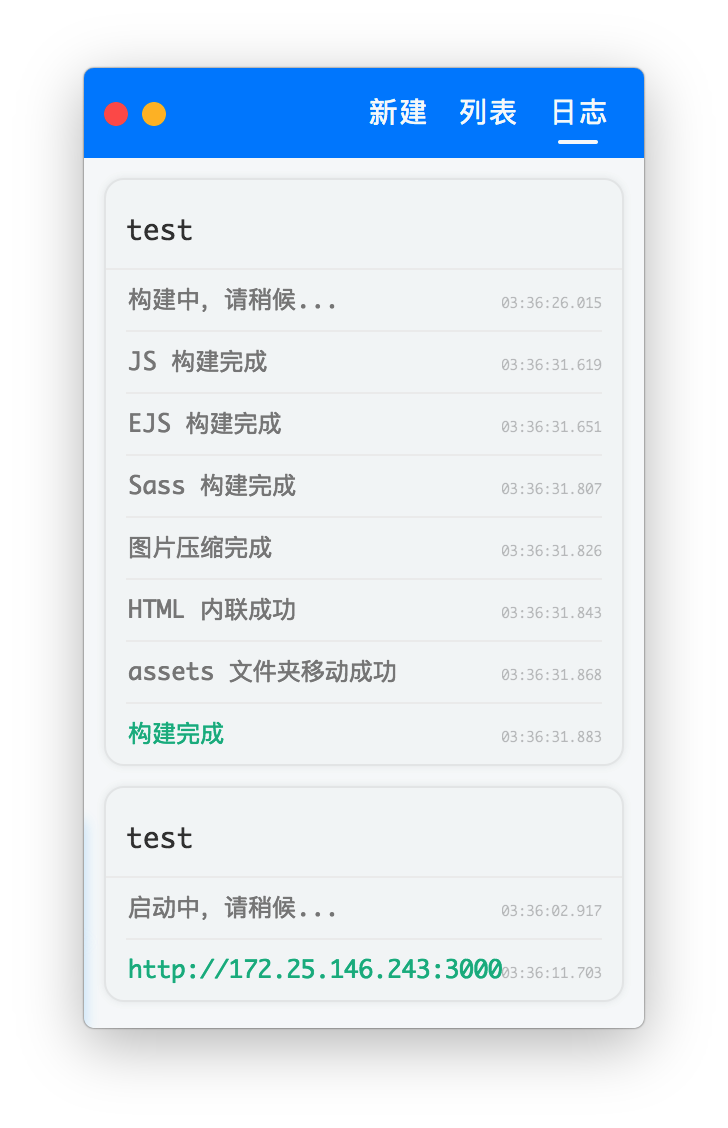 新建 列表 日志
test
构建中，请稍候... 03:36:26.015
JS 构建完成 03:36:31.619
EJS 构建完成 03:36:31.651
Sass 构建完成 03:36:31.807
图片压缩完成 03:36:31.826
HTML 内联成功 03:36:31.843
assets 文件夹移动成功 03:36:31.868
构建完成 03:36:31.883
test
启动中，请稍候... 03:36:02.917
http://172.25.146.243:3000 03:36:11.703